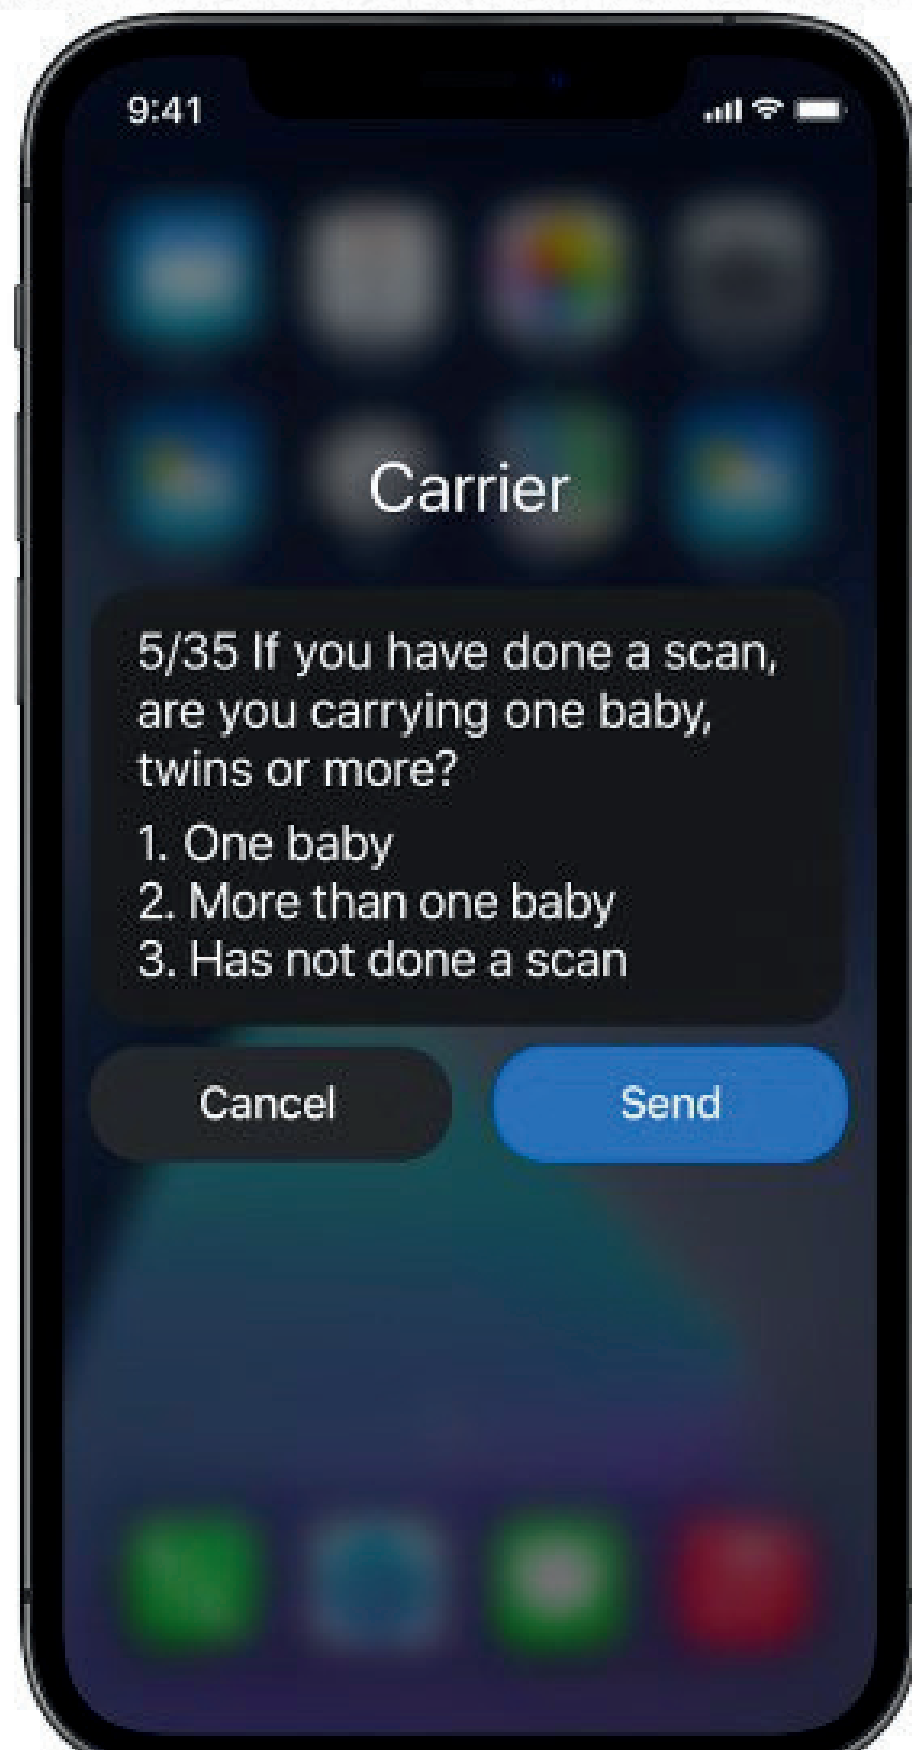 9:41
Carrier
5/35 If you have done a scan,
are you carrying one baby,
twins or more?
1. One baby
2. More than one baby
3. Has not done a scan
Cancel
Send